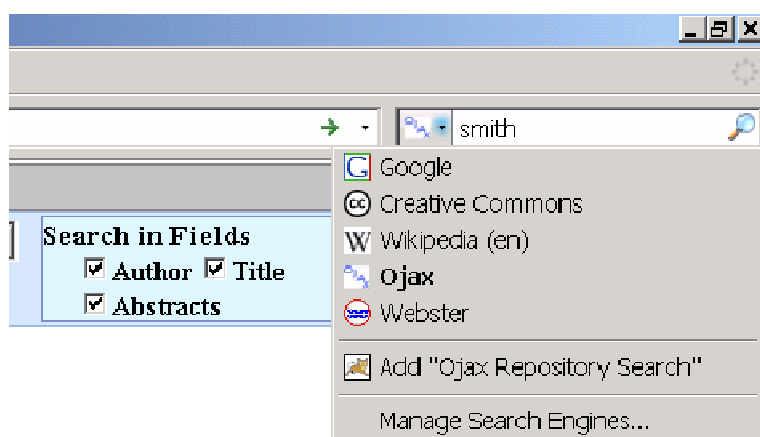 smith
Google
Creative Commons
Wikipedia (en)
Ojax
Webster
Add "Ojax Repository Search"
Manage Search Engines...
Search in Fields
Author Title
Abstracts